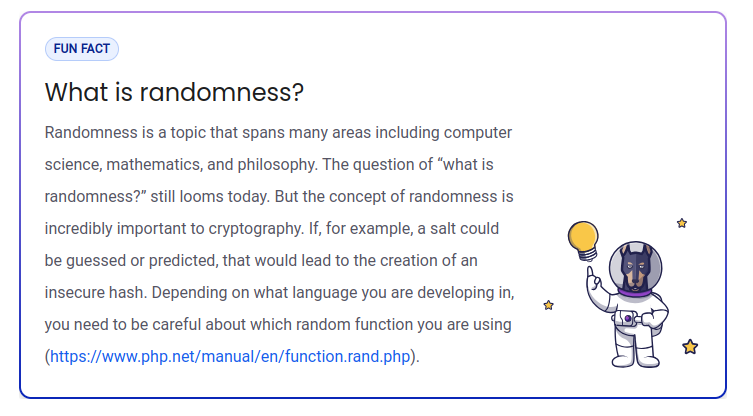 FUN FACT
What is randomness?
Randomness is a topic that spans many areas including computer
science, mathematics, and philosophy. The question of “what is
randomness?” still looms today. But the concept of randomness is
incredibly important to cryptography. If, for example, a salt could
be guessed or predicted, that would lead to the creation of an
insecure hash. Depending on what language you are developing in,
you need to be careful about which random function you are using
(https://www.php.net/manual/en/function.rand.php).